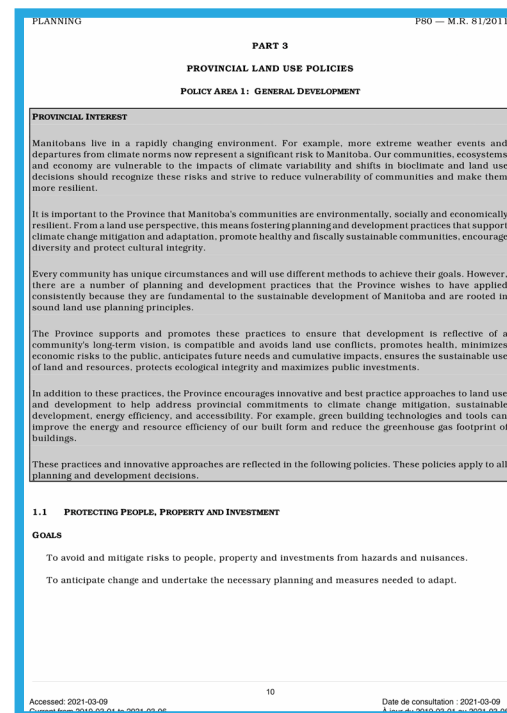 PLANNING P80 — M.R. 81/2011
PART 3
PROVINCIAL LAND USE POLICIES
POLICY AREA 1: GENERAL DEVELOPMENT
PROVINCIAL INTEREST
Manitobans live in a rapidly changing environment. For example, more extreme weather events and
departures from climate norms now represent a significant risk to Manitoba. Our communities, ecosystems
and economy are vulnerable to the impacts of climate variability and shifts in bioclimate and land use
decisions should recognize these risks and strive to reduce vulnerability of communities and make them
more resilient.
It is important to the Province that Manitoba's communities are environmentally, socially and economically
resilient. From a land use perspective, this means fostering planning and development practices that support
climate change mitigation and adaptation, promote healthy and fiscally sustainable communities, encourage
diversity and protect cultural integrity.
Every community has unique circumstances and will use different methods to achieve their goals. However,
there are a number of planning and development practices that the Province wishes to have applied
consistently because they are fundamental to the sustainable development of Manitoba and are rooted in
sound land use planning principles.
The Province supports and promotes these practices to ensure that development is reflective of a
community's long-term vision, is compatible and avoids land use conflicts, promotes health, minimizes
economic risks to the public, anticipates future needs and cumulative impacts, ensures the sustainable use
of land and resources, protects ecological integrity and maximizes public investments.
In addition to these practices, the Province encourages innovative and best practice approaches to land use
and development to help address provincial commitments to climate change mitigation, sustainable
development, energy efficiency, and accessibility. For example, green building technologies and tools can
improve the energy and resource efficiency of our built form and reduce the greenhouse gas footprint of
buildings.
These practices and innovative approaches are reflected in the following policies. These policies apply to all
planning and development decisions.
1.1 PROTECTING PEOPLE, PROPERTY AND INVESTMENT
GOALS
To avoid and mitigate risks to people, property and investments from hazards and nuisances.
To anticipate change and undertake the necessary planning and measures needed to adapt.
10
Accessed: 2021-03-09 Date de consultation : 2021-03-09
Current from 2019-03-01 to 2021-03-06 À jour du 2019-03-01 au 2021-03-06